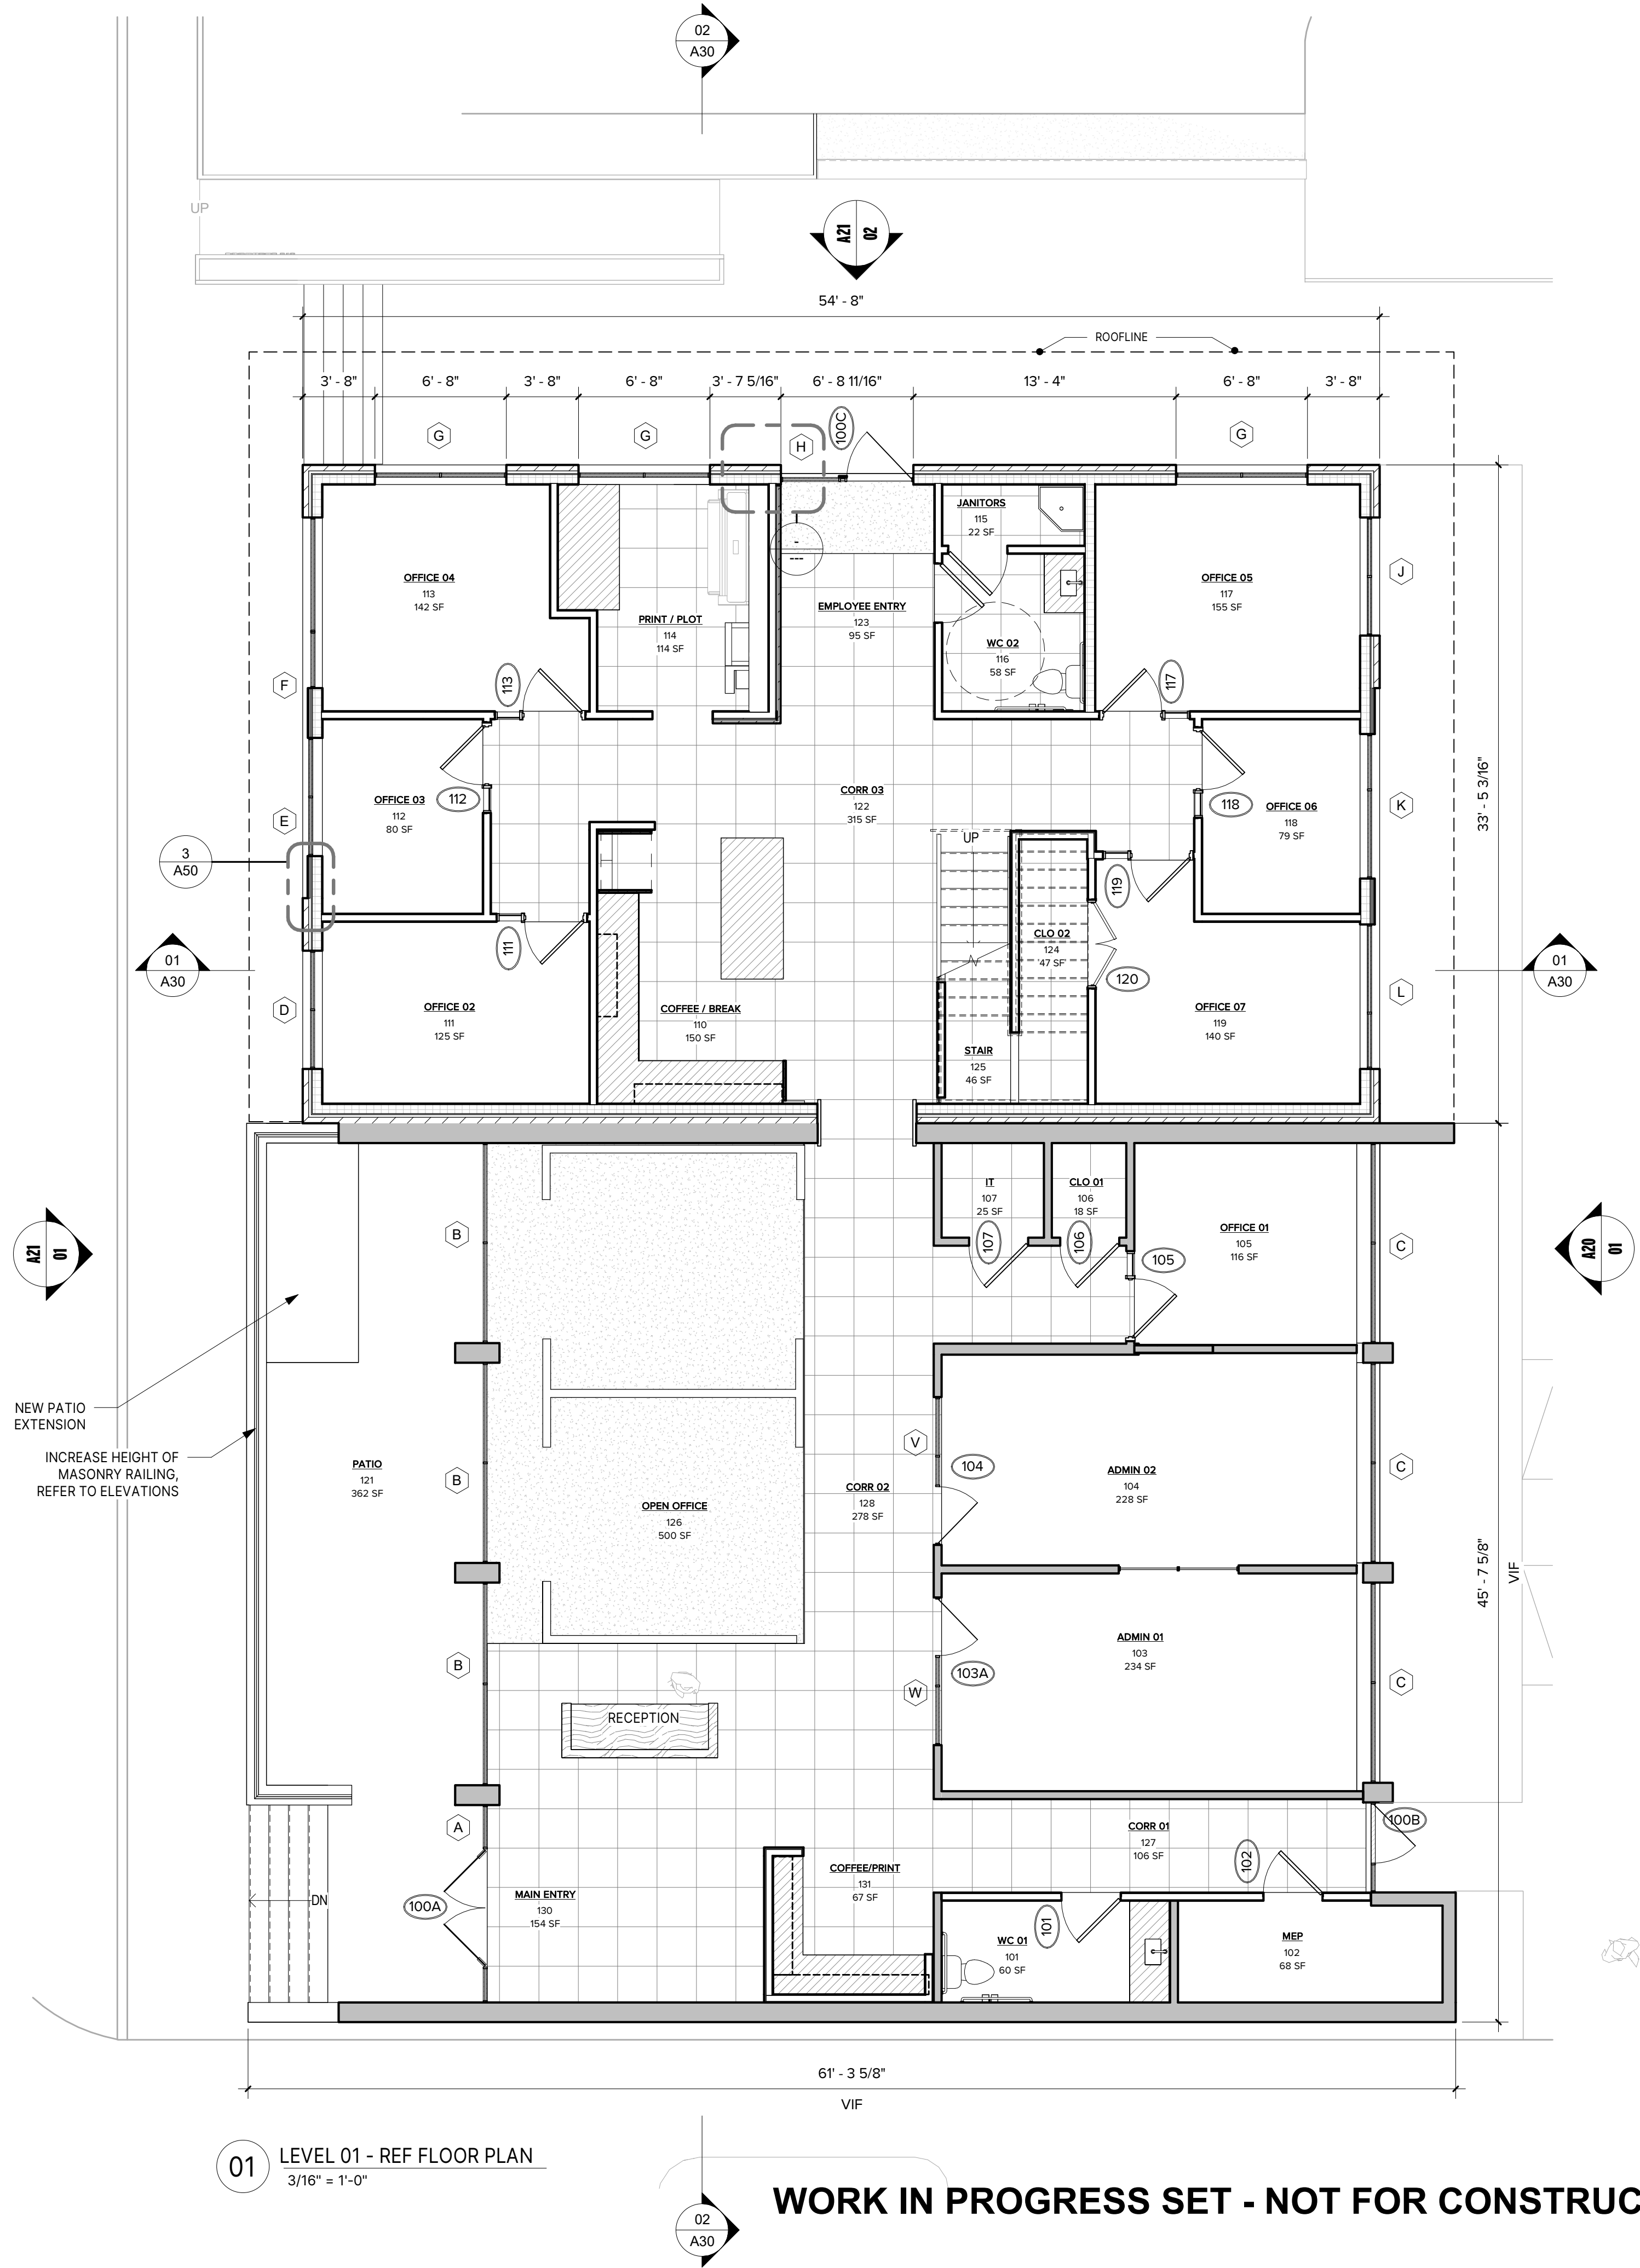 02
A30
UP
A21
02
54' - 8"
ROOFLINE
3' - 8"
6' - 8"
3' - 8"
6' - 8"
3' - 7 5/16"
6' - 8 11/16"
13' - 4"
6' - 8"
3' - 8"
G
G
H
100C
G
JANITORS
115
22 SF
OFFICE 04
113
142 SF
OFFICE 05
117
155 SF
J
-
---
EMPLOYEE ENTRY
123
95 SF
PRINT / PLOT
114
114 SF
WC 02
116
58 SF
F
113
117
OFFICE 03
112
80 SF
112
CORR 03
122
315 SF
118
OFFICE 06
118
79 SF
K
33' - 5 3/16"
E
3
A50
UP
119
111
CLO 02
124
47 SF
01
A30
120
01
A30
D
OFFICE 02
111
125 SF
COFFEE / BREAK
110
150 SF
OFFICE 07
119
140 SF
L
STAIR
125
46 SF
IT
107
25 SF
107
CLO 01
106
18 SF
106
OFFICE 01
105
116 SF
105
B
C
A21
01
A20
01
NEW PATIO
EXTENSION
INCREASE HEIGHT OF
MASONRY RAILING,
REFER TO ELEVATIONS
PATIO
121
362 SF
B
V
104
ADMIN 02
104
228 SF
C
CORR 02
128
278 SF
OPEN OFFICE
126
500 SF
45' - 7 5/8"
VIF
B
ADMIN 01
103
234 SF
103A
W
C
RECEPTION
A
CORR 01
127
106 SF
100B
102
COFFEE/PRINT
131
67 SF
DN
100A
MAIN ENTRY
130
154 SF
101
WC 01
101
60 SF
MEP
102
68 SF
61' - 3 5/8"
VIF
01
LEVEL 01 - REF FLOOR PLAN
3/16" = 1'-0"
02
A30
WORK IN PROGRESS SET - NOT FOR CONSTRUC